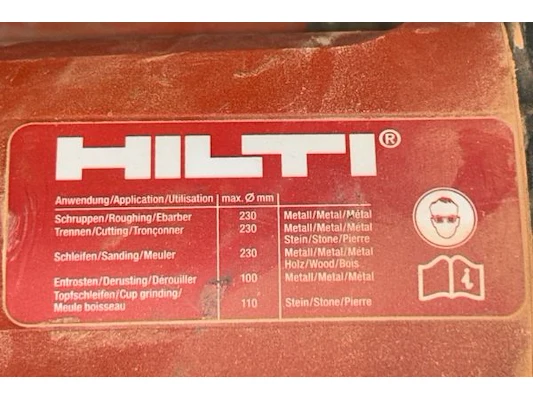 HILTI®
Anwendung/Application/Utilisation max. Ø mm
Schruppen/Roughing/Ebarber 230 Metall/Metal/Métal
Trennen/Cutting/Tronçonner 230 Metall/Metal/Métal
Stein/Stone/Pierre
Schleifen/Sanding/Meuler 230 Metall/Metal/Métal
Holz/Wood/Bois
Entrosten/Derusting/Dérouiller 100 Metall/Metal/Métal
Topfschleifen/Cup grinding/
Meule boisseau 110 Stein/Stone/Pierre